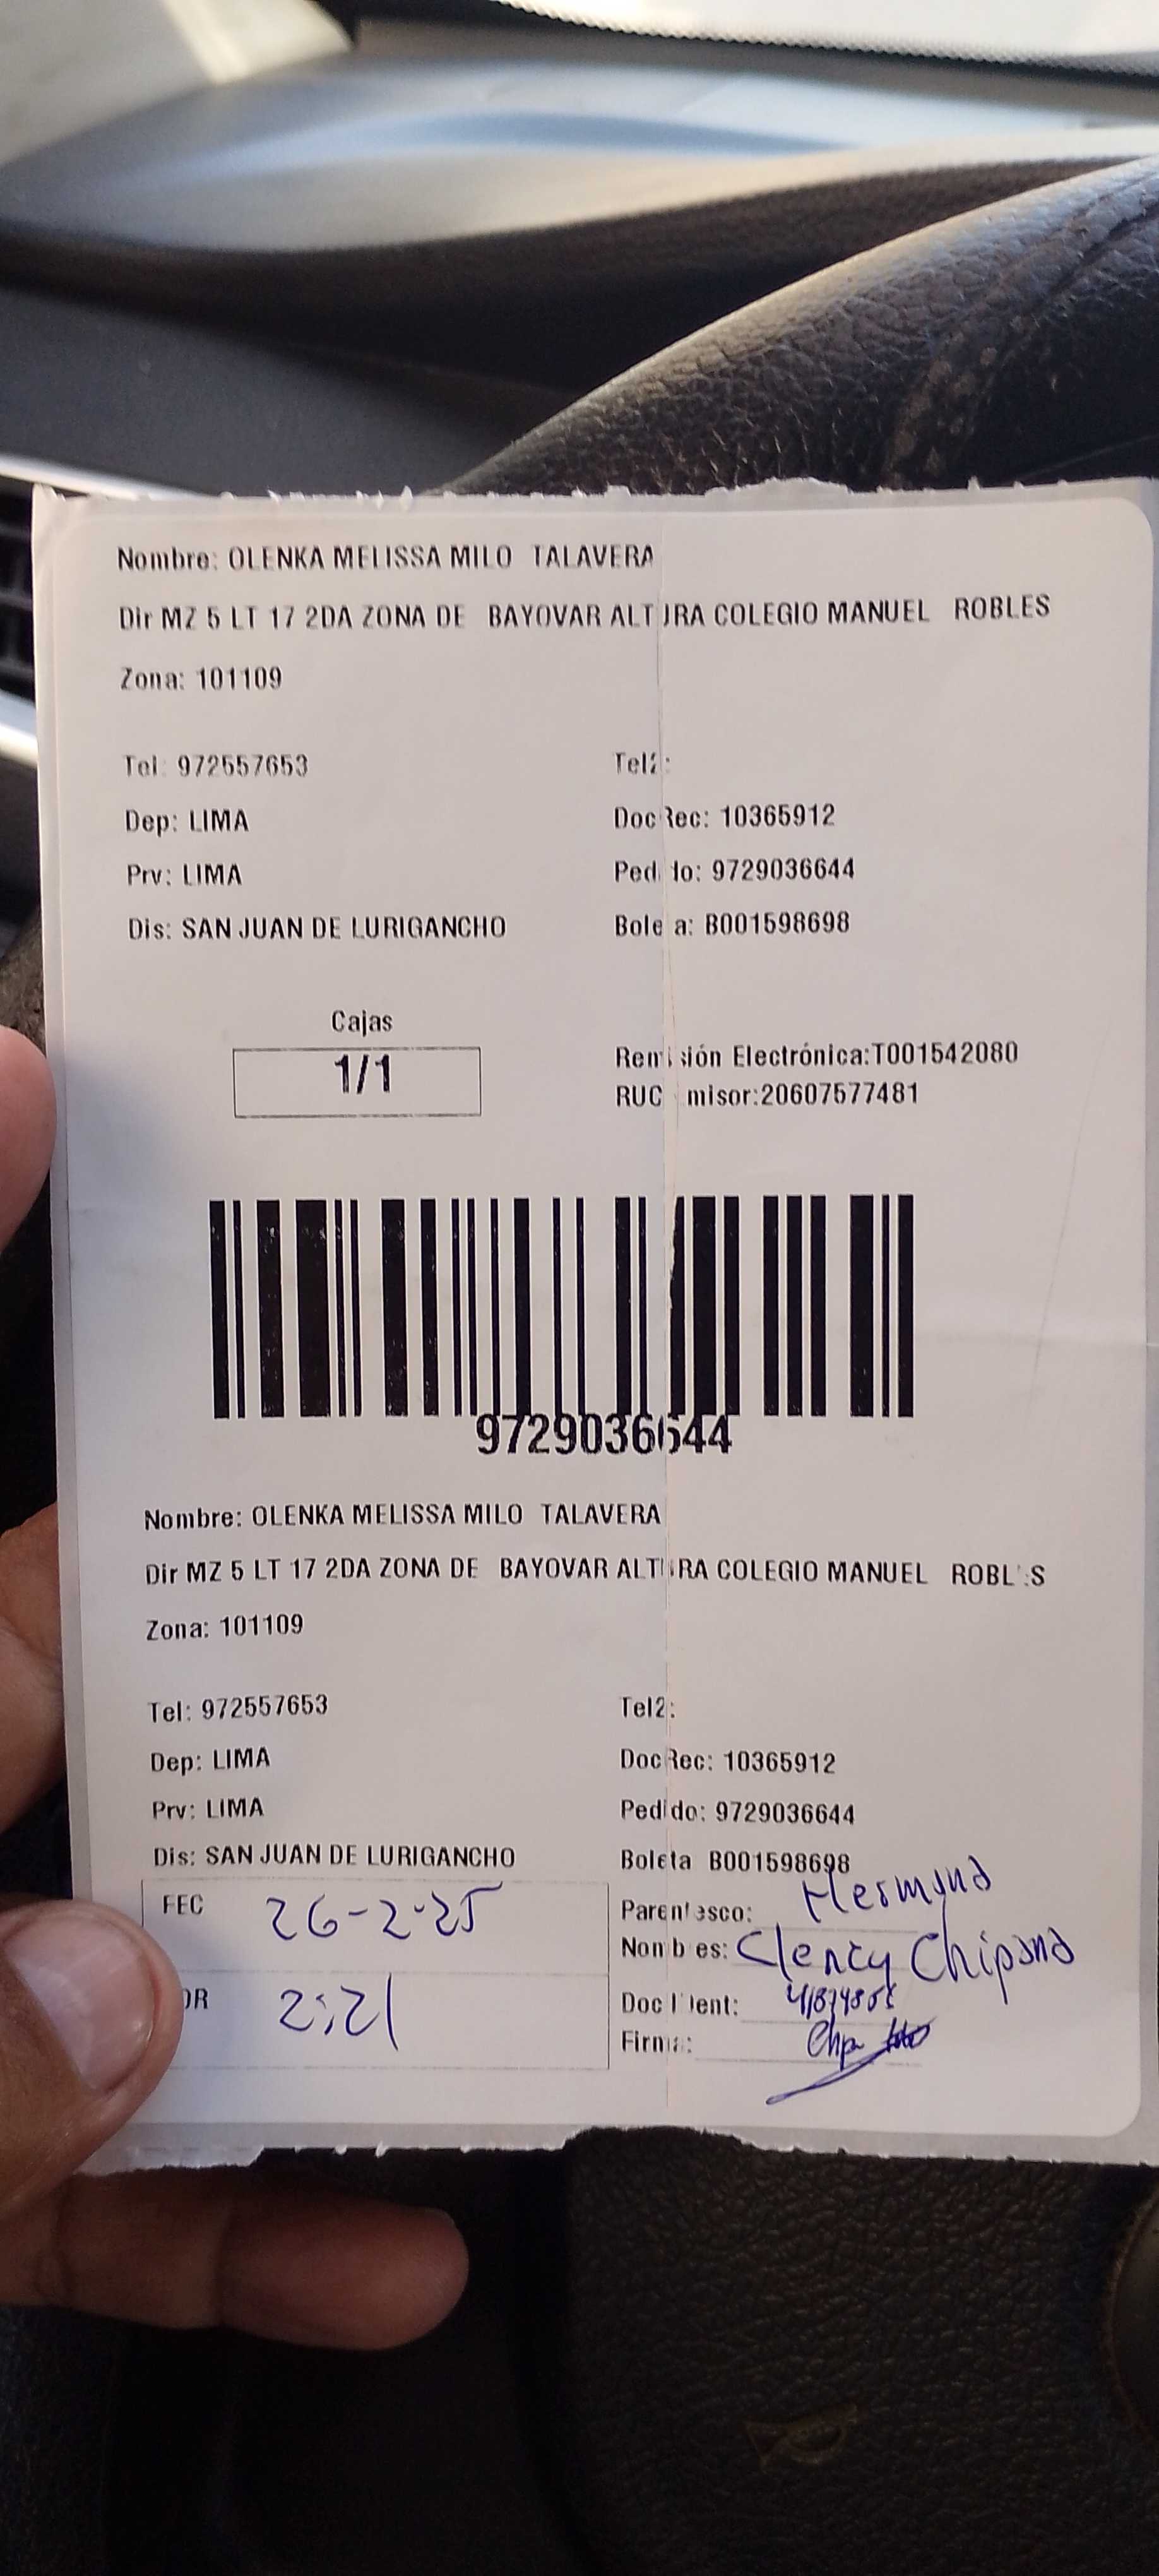 Nombre: OLENKA MELISSA MILO TALAVERA
Dir MZ 5 LT 17 2DA ZONA DE BAYOVAR ALTURA COLEGIO MANUEL ROBLES
Zona: 101109
Tel: 972557653 Tel2:
Dep: LIMA DocRec: 10365912
Prv: LIMA Pedido: 9729036644
Dis: SAN JUAN DE LURIGANCHO Boleta: B001598698
Cajas
1/1
Remisión Electrónica:T001542080
RUC misor:20607577481
9729036644
Nombre: OLENKA MELISSA MILO TALAVERA
Dir MZ 5 LT 17 2DA ZONA DE BAYOVAR ALTURA COLEGIO MANUEL ROBLES
Zona: 101109
Tel: 972557653 Tel2:
Dep: LIMA DocRec: 10365912
Prv: LIMA Pedido: 9729036644
Dis: SAN JUAN DE LURIGANCHO Boleta B001598698
FEC 26-2-25 Parentesco: Hermana
Nombres: Clency Chipana
OR 2:21 Doc Ident:
Firma: